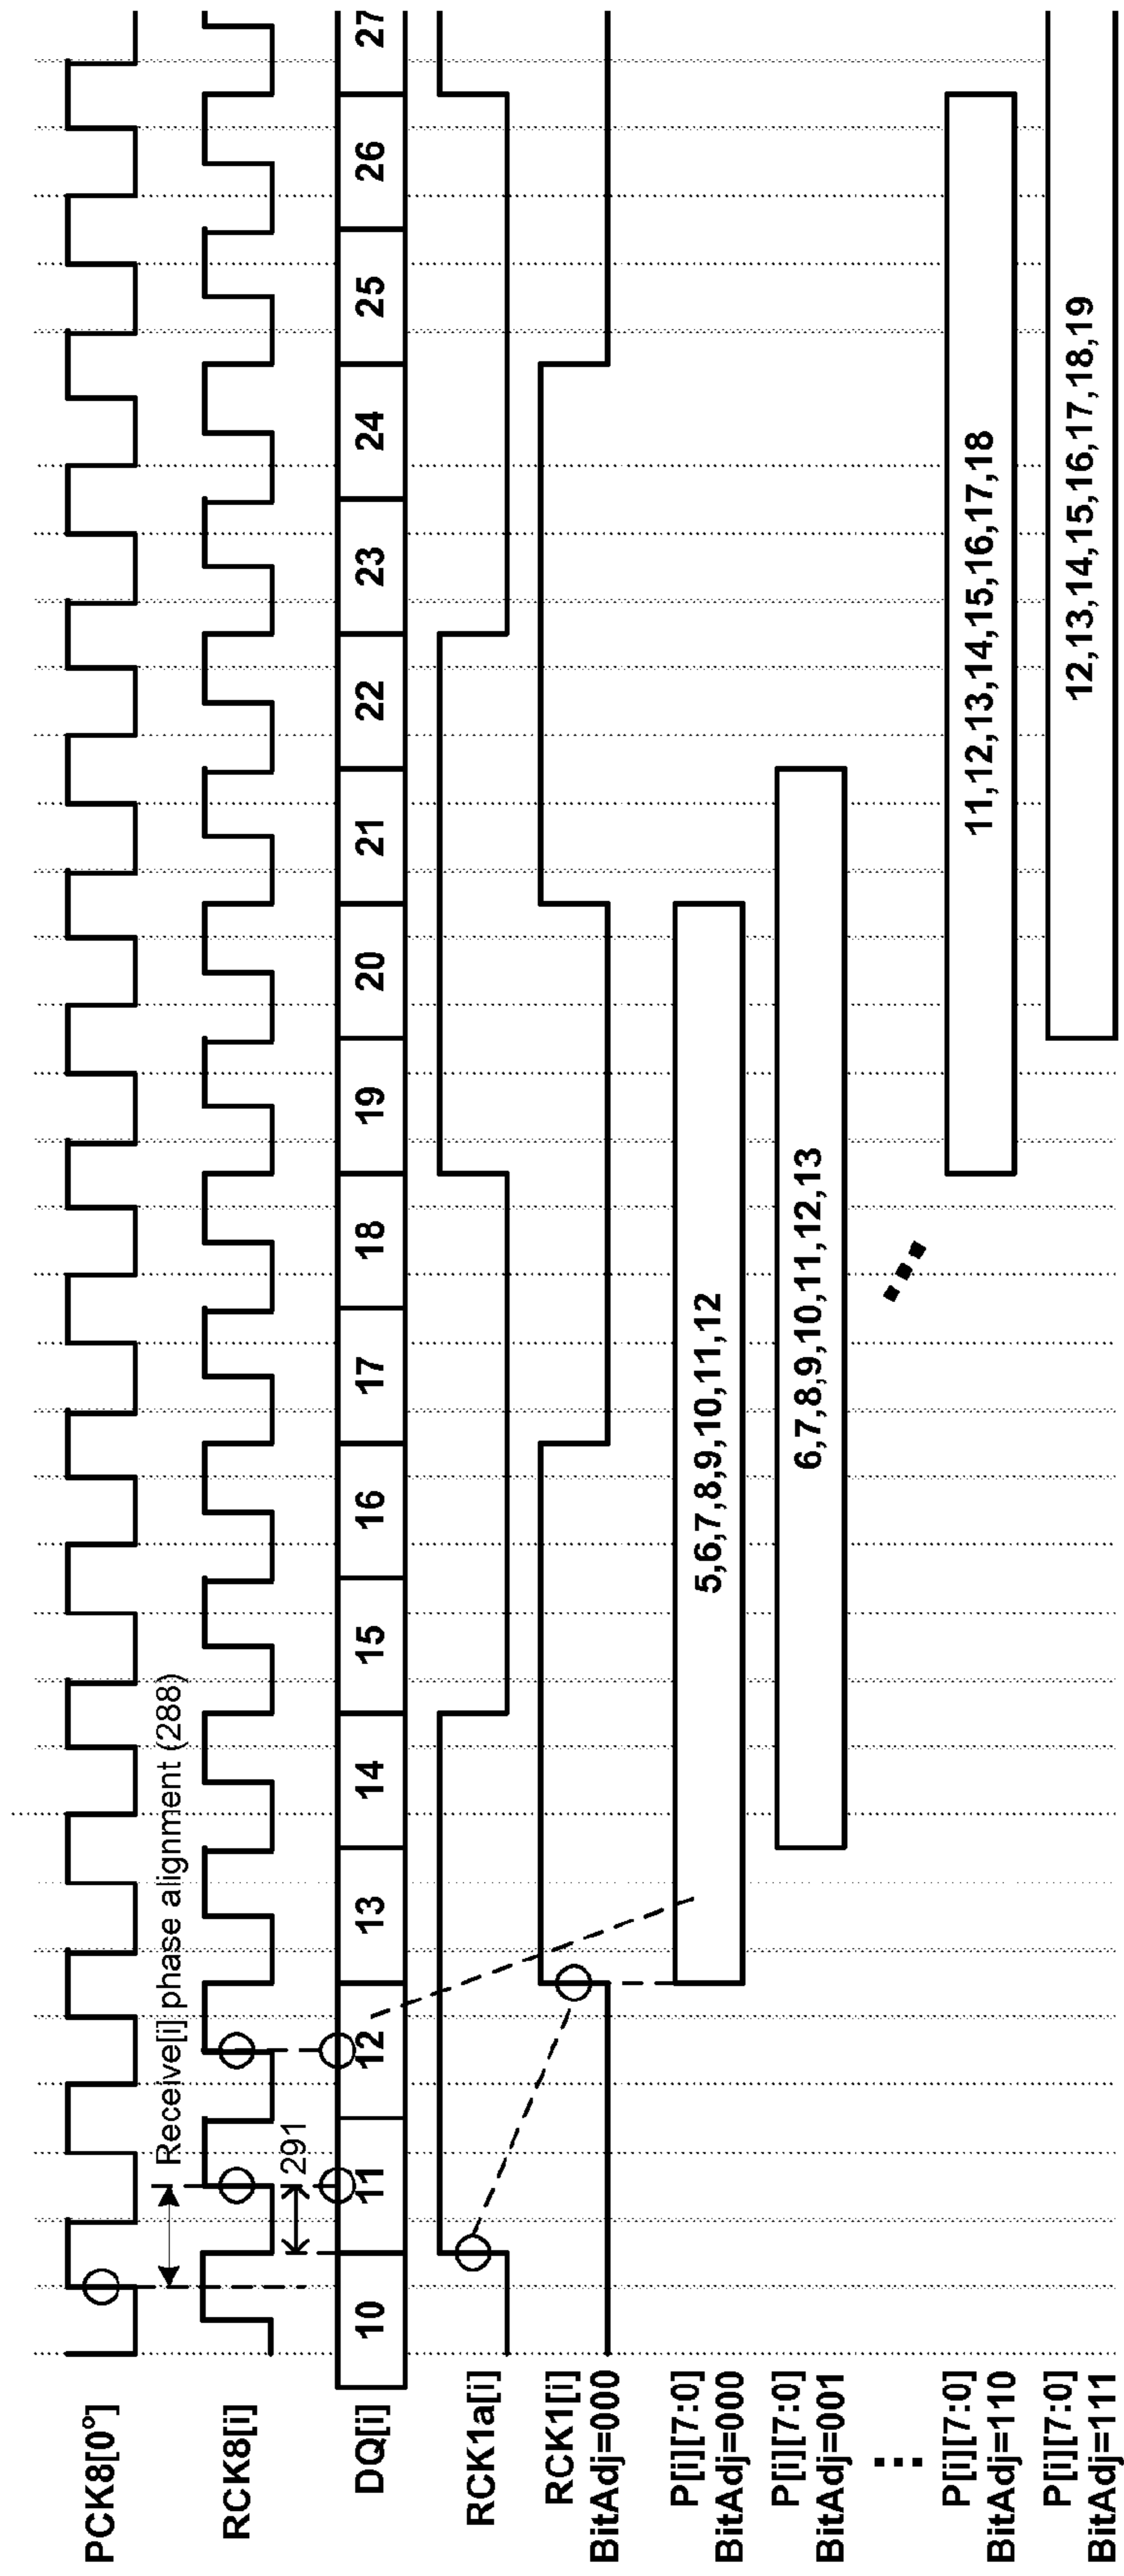 PCK8[0°]
Receive[i] phase alignment (288)
RCK8[i]
291
DQ[i]
10 11 12 13 14 15 16 17 18 19 20 21 22 23 24 25 26 27
RCK1a[i]
RCK1[i]
BitAdj=000
P[i][7:0]
BitAdj=000
5,6,7,8,9,10,11,12
P[i][7:0]
BitAdj=001
6,7,8,9,10,11,12,13
P[i][7:0]
BitAdj=110
11,12,13,14,15,16,17,18
P[i][7:0]
BitAdj=111
12,13,14,15,16,17,18,19